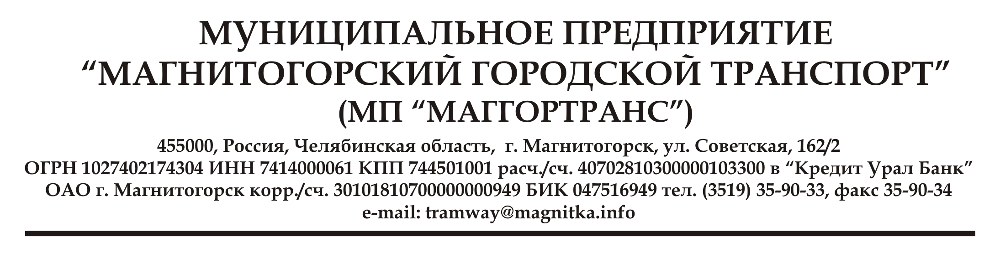 МУНИЦИПАЛЬНОЕ ПРЕДПРИЯТИЕ
“МАГНИТОГОРСКИЙ ГОРОДСКОЙ ТРАНСПОРТ”
(МП “МАГГОРТРАНС”)
455000, Россия, Челябинская область,  г. Магнитогорск, ул. Советская, 162/2
ОГРН 1027402174304 ИНН 7414000061 КПП 744501001 расч./сч. 40702810300000103300 в “Кредит Урал Банк”
ОАО г. Магнитогорск корр./сч. 30101810700000000949 БИК 047516949 тел. (3519) 35-90-33, факс 35-90-34
e-mail: tramway@magnitka.info